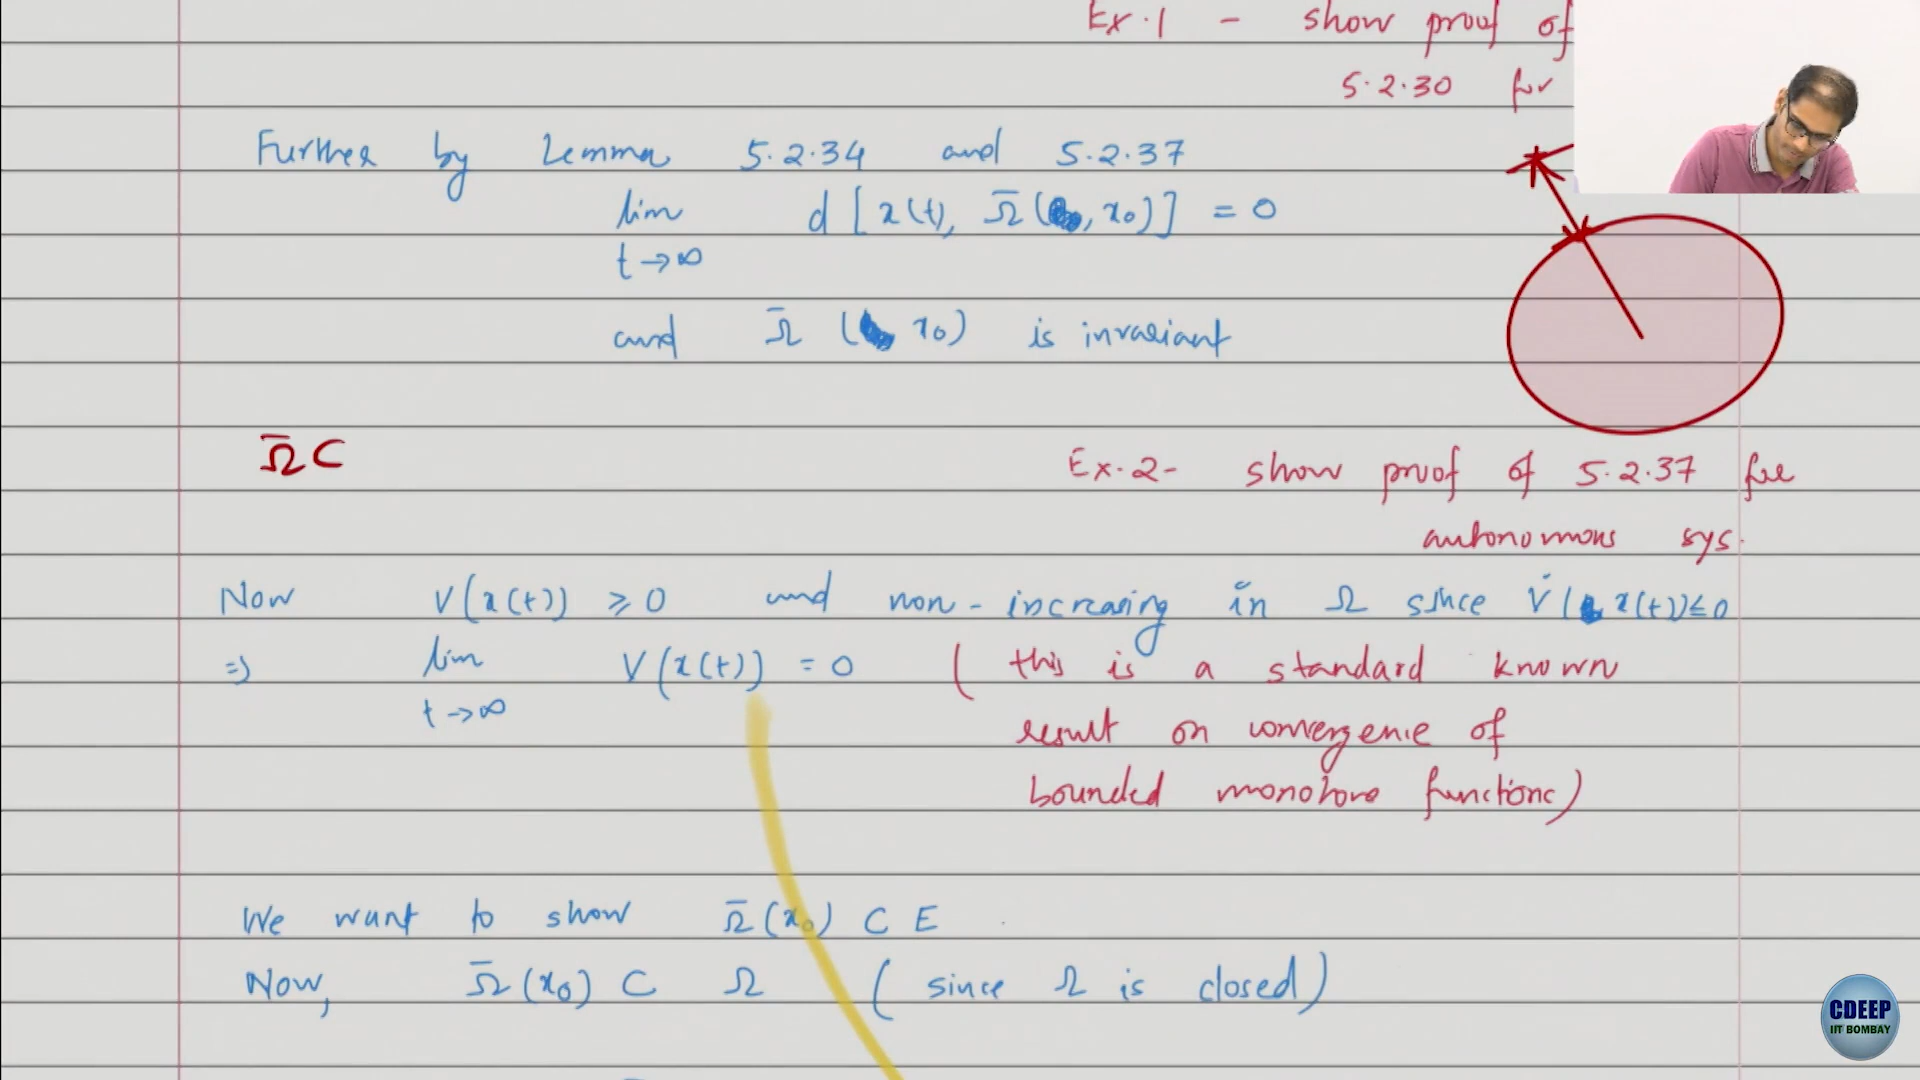 Ex.1 - show proof of
5.2.30 for
Further by Lemma 5.2.34 and 5.2.37
lim d[x(t), Ω̄(, x₀)] = 0
t→∞
and Ω̄ ( x₀) is invariant
Ω̄ ⊂
Ex.2- show proof of 5.2.37 for
autonomous sys.
Now V(x(t)) ≥ 0 and non-increasing in Ω since V̇(x(t)) ≤ 0
⇒ lim V(x(t)) = 0 ( this is a standard known
t→∞
result on convergence of
bounded monotone functions)
We want to show Ω̄(x₀) ⊂ E
Now, Ω̄(x₀) ⊂ Ω (since Ω is closed)
CDEEP
IIT BOMBAY